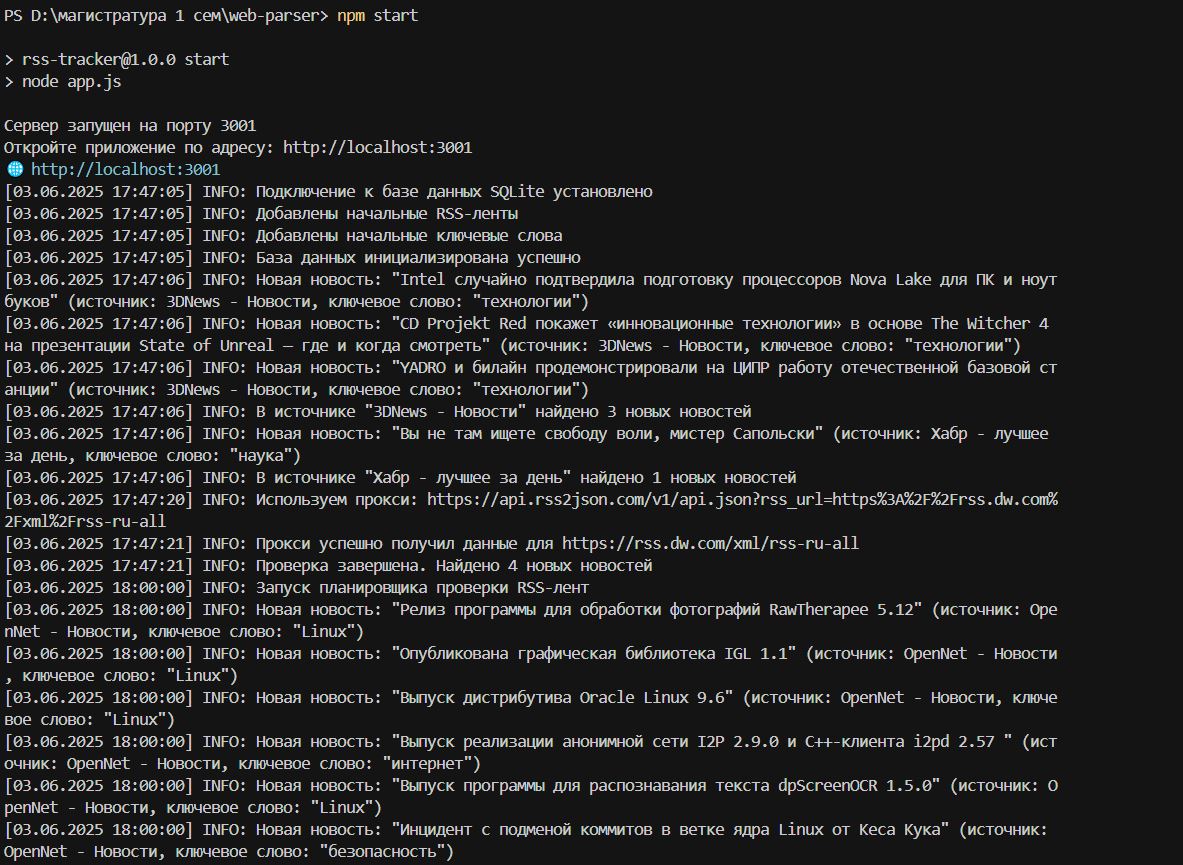 PS D:\магистратура 1 сем\web-parser> npm start
> rss-tracker@1.0.0 start
> node app.js
Сервер запущен на порту 3001
Откройте приложение по адресу: http://localhost:3001
🌐 http://localhost:3001
[03.06.2025 17:47:05] INFO: Подключение к базе данных SQLite установлено
[03.06.2025 17:47:05] INFO: Добавлены начальные RSS-ленты
[03.06.2025 17:47:05] INFO: Добавлены начальные ключевые слова
[03.06.2025 17:47:05] INFO: База данных инициализирована успешно
[03.06.2025 17:47:06] INFO: Новая новость: "Intel случайно подтвердила подготовку процессоров Nova Lake для ПК и ноут
буков" (источник: 3DNews - Новости, ключевое слово: "технологии")
[03.06.2025 17:47:06] INFO: Новая новость: "CD Projekt Red покажет «инновационные технологии» в основе The Witcher 4
на презентации State of Unreal — где и когда смотреть" (источник: 3DNews - Новости, ключевое слово: "технологии")
[03.06.2025 17:47:06] INFO: Новая новость: "YADRO и билайн продемонстрировали на ЦИПР работу отечественной базовой ст
анции" (источник: 3DNews - Новости, ключевое слово: "технологии")
[03.06.2025 17:47:06] INFO: В источнике "3DNews - Новости" найдено 3 новых новостей
[03.06.2025 17:47:06] INFO: Новая новость: "Вы не там ищете свободу воли, мистер Сапольски" (источник: Хабр - лучшее
за день, ключевое слово: "наука")
[03.06.2025 17:47:06] INFO: В источнике "Хабр - лучшее за день" найдено 1 новых новостей
[03.06.2025 17:47:20] INFO: Используем прокси: https://api.rss2json.com/v1/api.json?rss_url=https%3A%2F%2Frss.dw.com%
2Fxml%2Frss-ru-all
[03.06.2025 17:47:21] INFO: Прокси успешно получил данные для https://rss.dw.com/xml/rss-ru-all
[03.06.2025 17:47:21] INFO: Проверка завершена. Найдено 4 новых новостей
[03.06.2025 18:00:00] INFO: Запуск планировщика проверки RSS-лент
[03.06.2025 18:00:00] INFO: Новая новость: "Релиз программы для обработки фотографий RawTherapee 5.12" (источник: Ope
nNet - Новости, ключевое слово: "Linux")
[03.06.2025 18:00:00] INFO: Новая новость: "Опубликована графическая библиотека IGL 1.1" (источник: OpenNet - Новости
, ключевое слово: "Linux")
[03.06.2025 18:00:00] INFO: Новая новость: "Выпуск дистрибутива Oracle Linux 9.6" (источник: OpenNet - Новости, ключе
вое слово: "Linux")
[03.06.2025 18:00:00] INFO: Новая новость: "Выпуск реализации анонимной сети I2P 2.9.0 и C++-клиента i2pd 2.57 " (ист
очник: OpenNet - Новости, ключевое слово: "интернет")
[03.06.2025 18:00:00] INFO: Новая новость: "Выпуск программы для распознавания текста dpScreenOCR 1.5.0" (источник: O
penNet - Новости, ключевое слово: "Linux")
[03.06.2025 18:00:00] INFO: Новая новость: "Инцидент с подменой коммитов в ветке ядра Linux от Кеса Кука" (источник:
OpenNet - Новости, ключевое слово: "безопасность")